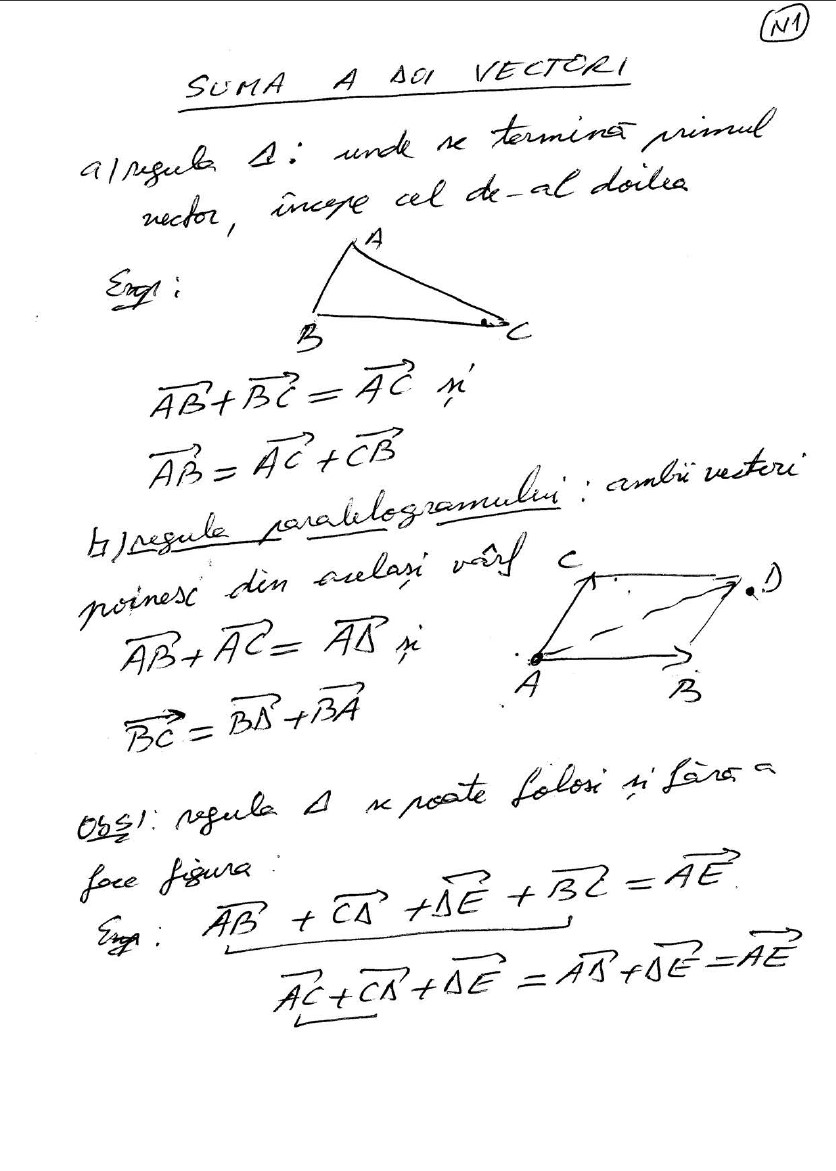 N1
SUMA A DOI VECTORI
a) regula Δ: unde se termină primul
vector, începe cel de-al doilea
Exp:
A
B
C
$\overrightarrow{AB}+\overrightarrow{BC}=\overrightarrow{AC}$ și
$\overrightarrow{AB}=\overrightarrow{AC}+\overrightarrow{CB}$
b) regula paralelogramului: ambii vectori
pornesc din același vârf
C
D
A
B
$\overrightarrow{AB}+\overrightarrow{AC}=\overrightarrow{AD}$ și
$\overrightarrow{BC}=\overrightarrow{BD}+\overrightarrow{BA}$
Obs!: regula Δ se poate folosi și fără a
face figura:
Exp: $\overrightarrow{AB}+\overrightarrow{CD}+\overrightarrow{DE}+\overrightarrow{BC}=\overrightarrow{AE}$.
$\overrightarrow{AC}+\overrightarrow{CD}+\overrightarrow{DE}=\overrightarrow{AD}+\overrightarrow{DE}=\overrightarrow{AE}$